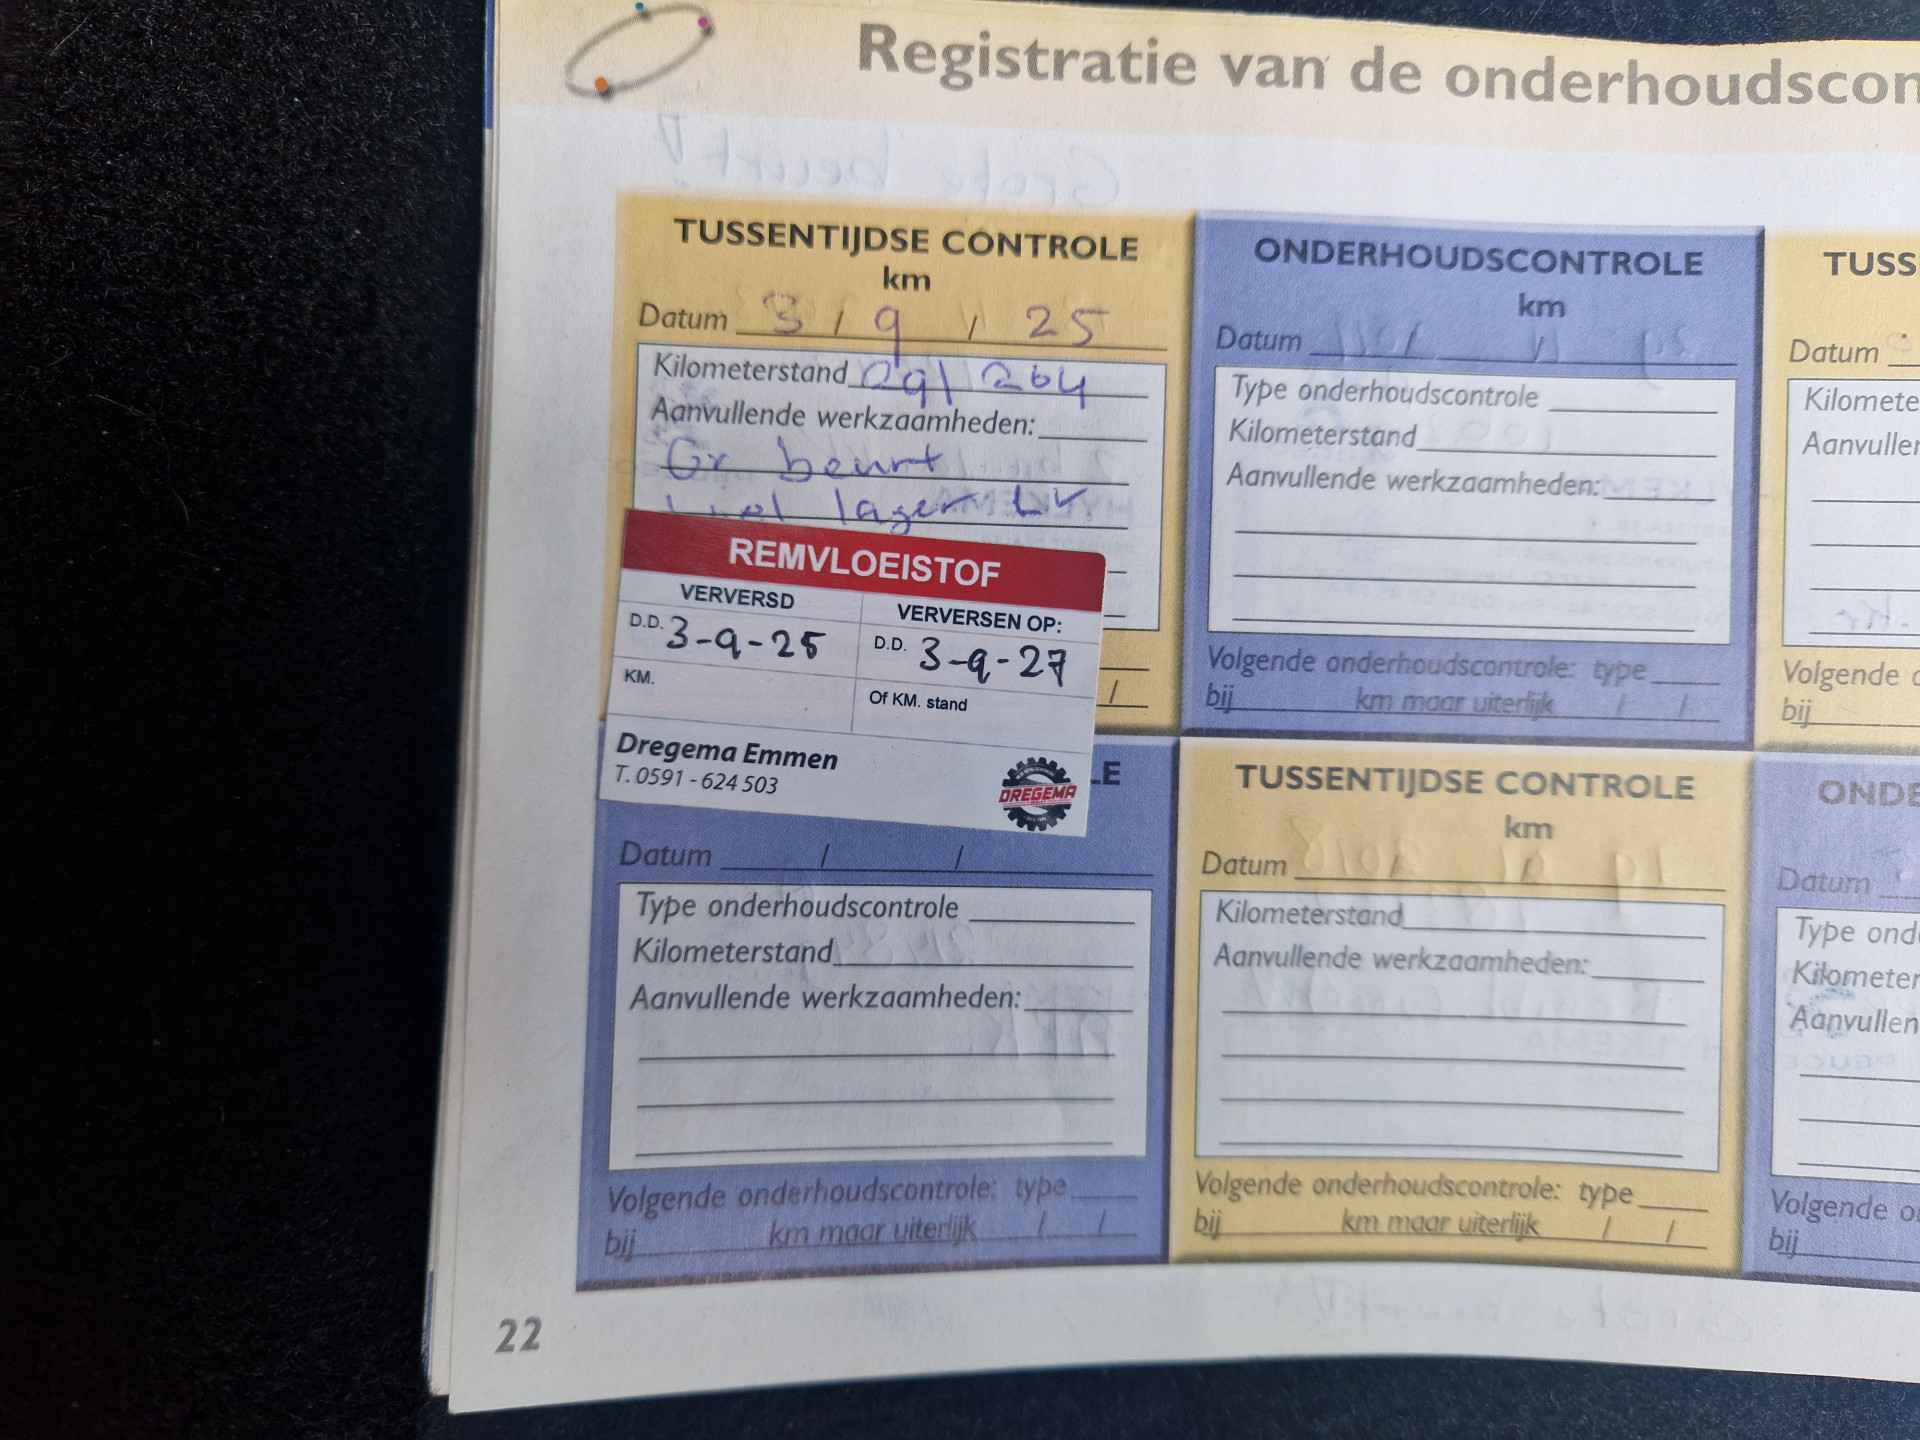 Registratie van de onderhoudscon
TUSSENTIJDSE CONTROLE
km
Datum 3 / 9 / 25
Kilometerstand 291 264
Aanvullende werkzaamheden:
Gr beurt
lager LV
REMVLOEISTOF
VERVERSD
D.D. 3-9-25
KM.
VERVERSEN OP:
D.D. 3-9-27
Of KM. stand
Dregema Emmen
T. 0591 - 624 503
DREGEMA
/
ONDERHOUDSCONTROLE
km
Datum / /
Type onderhoudscontrole
Kilometerstand
Aanvullende werkzaamheden:
Volgende onderhoudscontrole: type
bij km maar uiterlijk / /
TUSS
Datum
Kilomete
Aanvuller
Volgende o
bij
LE
Datum / /
Type onderhoudscontrole
Kilometerstand
Aanvullende werkzaamheden:
Volgende onderhoudscontrole: type
bij km maar uiterlijk / /
TUSSENTIJDSE CONTROLE
km
Datum
Kilometerstand
Aanvullende werkzaamheden:
Volgende onderhoudscontrole: type
bij km maar uiterlijk / /
ONDE
Datum
Type ond
Kilometer
Aanvullen
Volgende o
bij
22